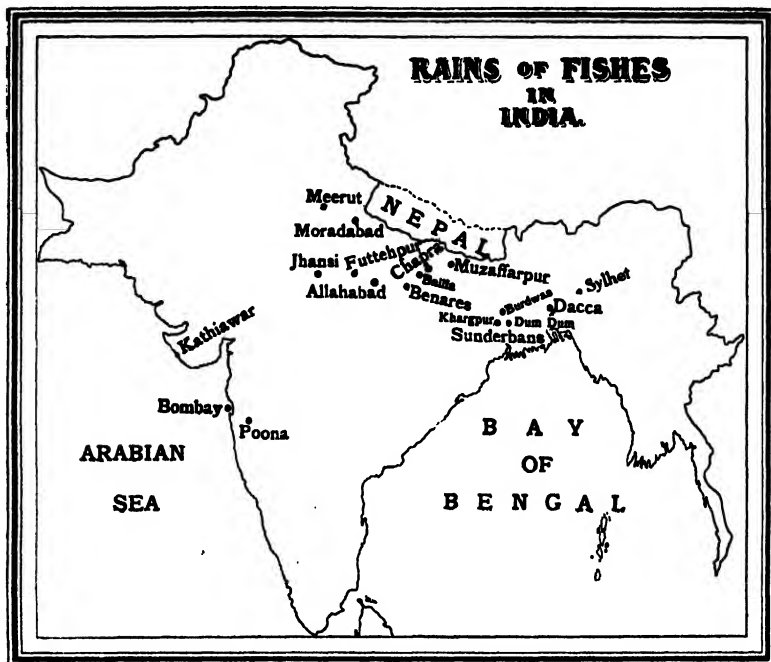 RAINS OF FISHES
IN
INDIA.
Meerut
NEPAL
Moradabad
Jhansi
Futtehpur
Chapra
Muzaffarpur
Ballia
Allahabad
Benares
Sylhet
Burdwan
Dacca
Khargpur
Dum Dum
Sunderbans
Kathiawar
Bombay
Poona
ARABIAN
SEA
BAY
OF
BENGAL